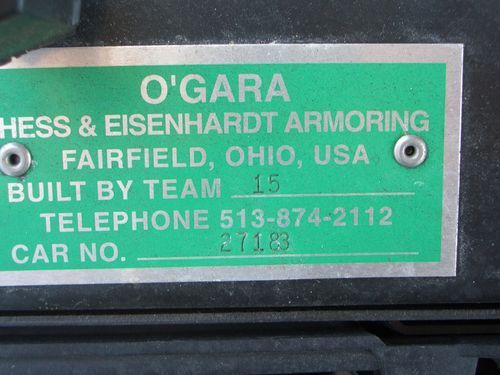 O'GARA
HESS & EISENHARDT ARMORING
FAIRFIELD, OHIO, USA
BUILT BY TEAM 15
TELEPHONE 513-874-2112
CAR NO. 27183